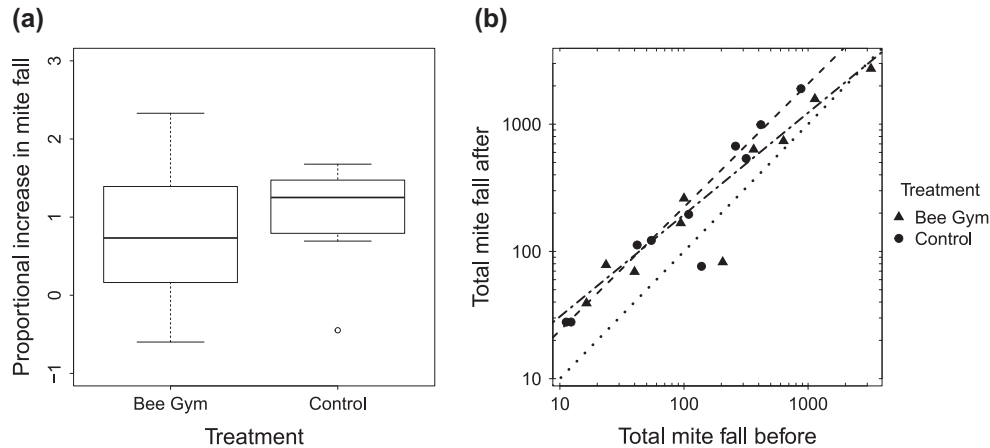 (a)
Proportional increase in mite fall
3
2
1
0
−1
Bee Gym
Control
Treatment
(b)
Total mite fall after
1000
100
10
10
100
1000
Total mite fall before
Treatment
Bee Gym
Control